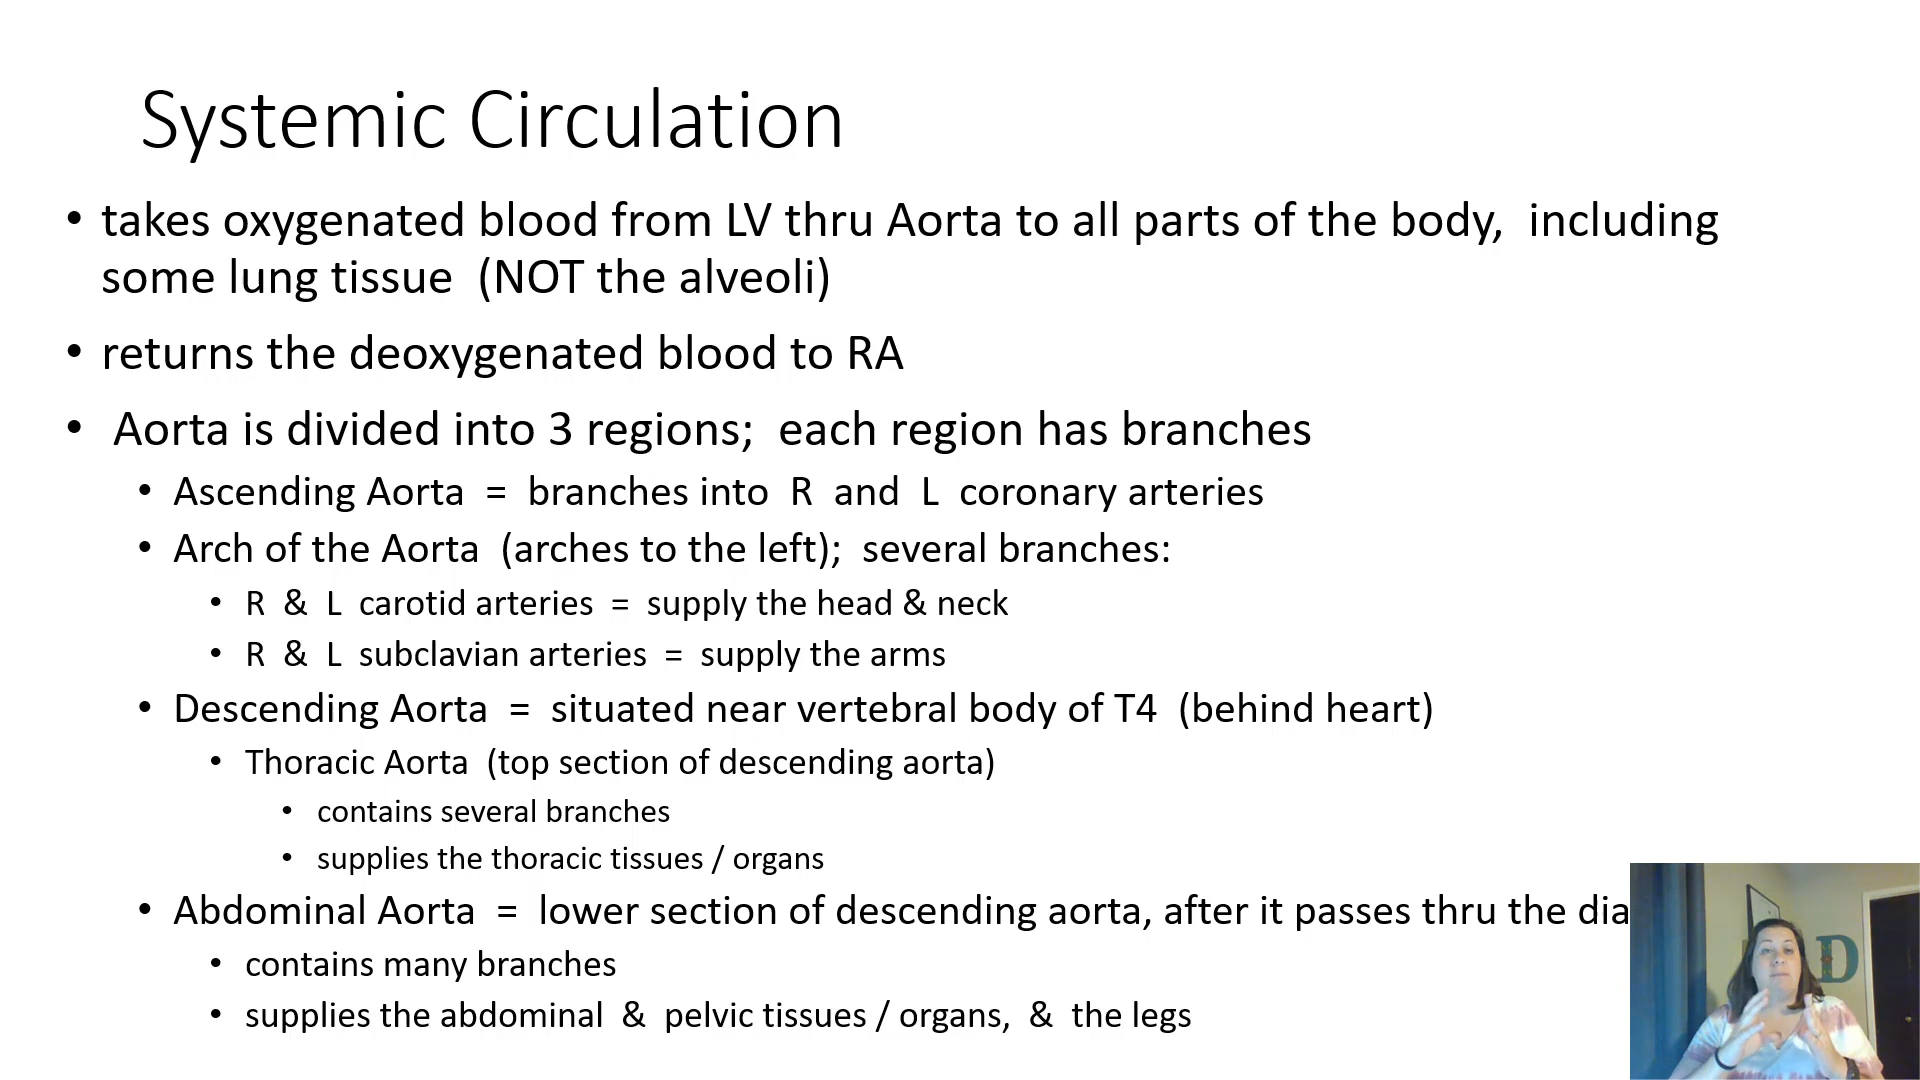 Systemic Circulation
• takes oxygenated blood from LV thru Aorta to all parts of the body, including
some lung tissue (NOT the alveoli)
• returns the deoxygenated blood to RA
• Aorta is divided into 3 regions; each region has branches
• Ascending Aorta = branches into R and L coronary arteries
• Arch of the Aorta (arches to the left); several branches:
• R & L carotid arteries = supply the head & neck
• R & L subclavian arteries = supply the arms
• Descending Aorta = situated near vertebral body of T4 (behind heart)
• Thoracic Aorta (top section of descending aorta)
• contains several branches
• supplies the thoracic tissues / organs
• Abdominal Aorta = lower section of descending aorta, after it passes thru the dia
• contains many branches
• supplies the abdominal & pelvic tissues / organs, & the legs
D